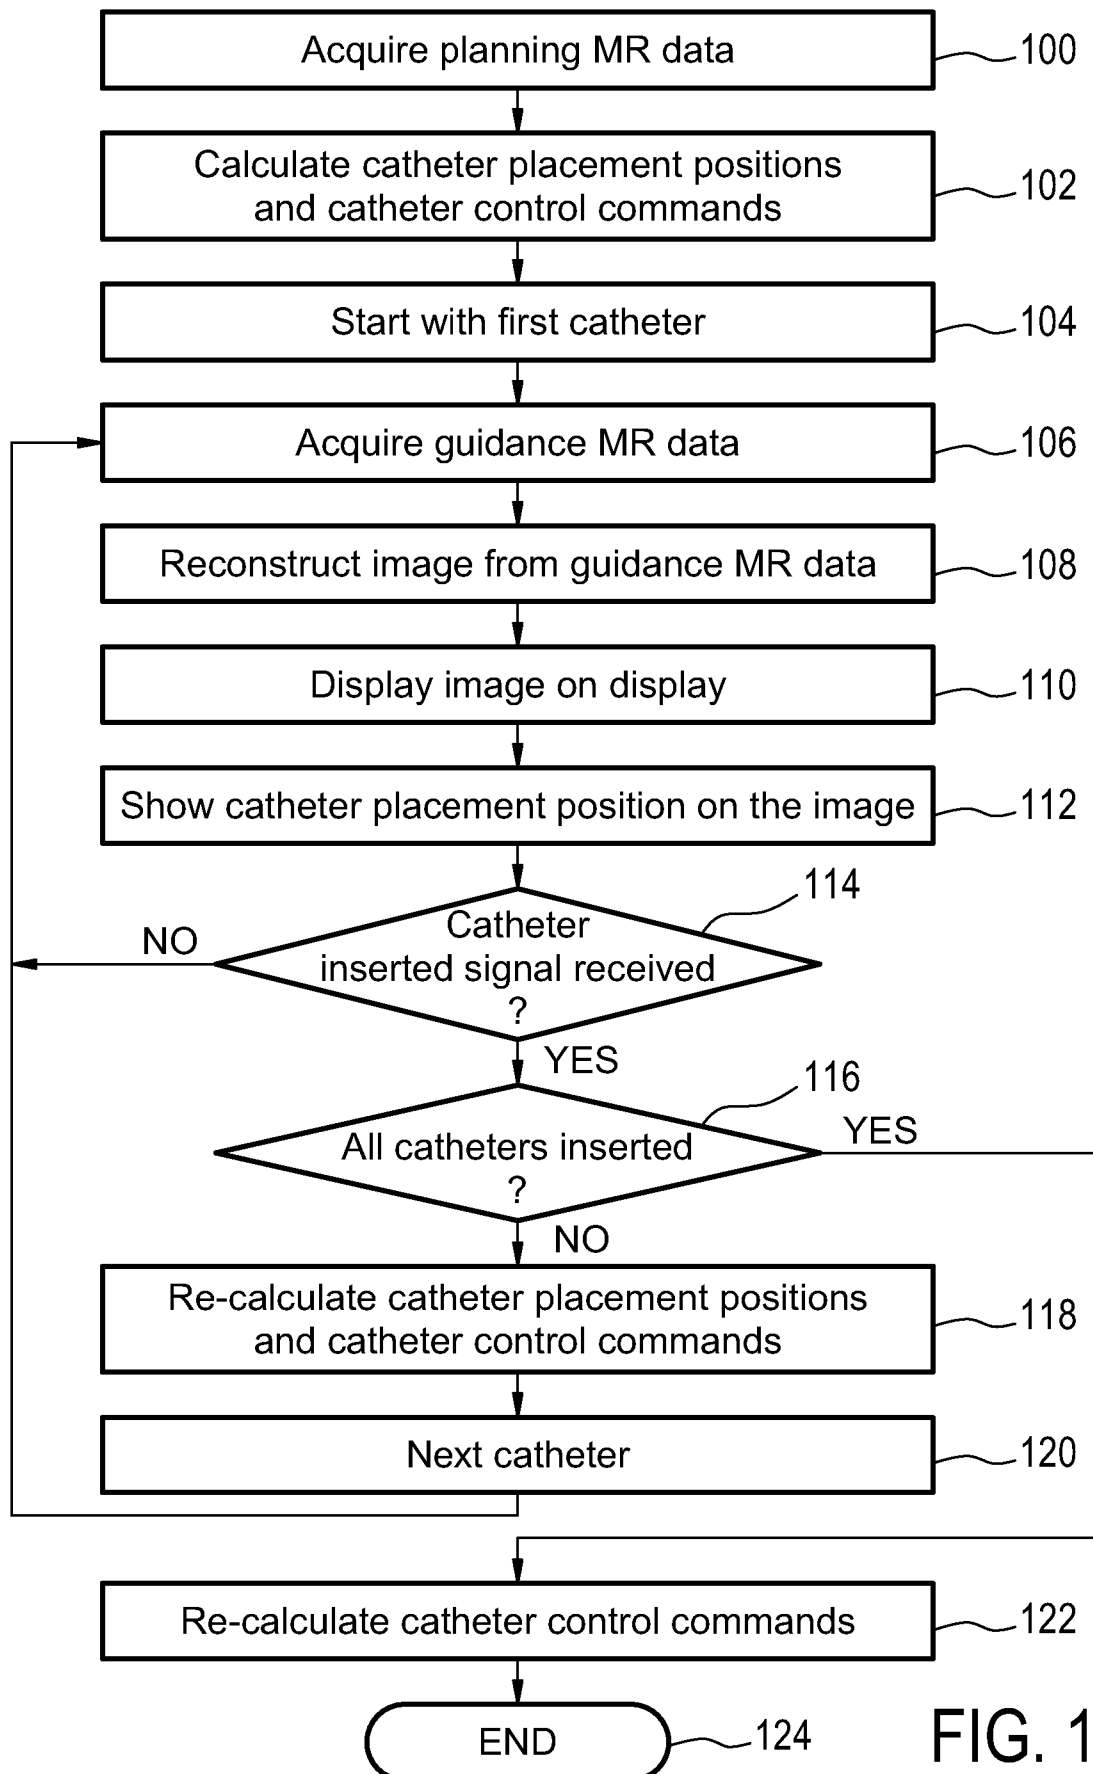 Acquire planning MR data
100
Calculate catheter placement positions
and catheter control commands
102
Start with first catheter
104
Acquire guidance MR data
106
Reconstruct image from guidance MR data
108
Display image on display
110
Show catheter placement position on the image
112
114
Catheter
inserted signal received
?
NO
YES
116
All catheters inserted
?
YES
NO
Re-calculate catheter placement positions
and catheter control commands
118
Next catheter
120
Re-calculate catheter control commands
122
END
124
FIG. 1